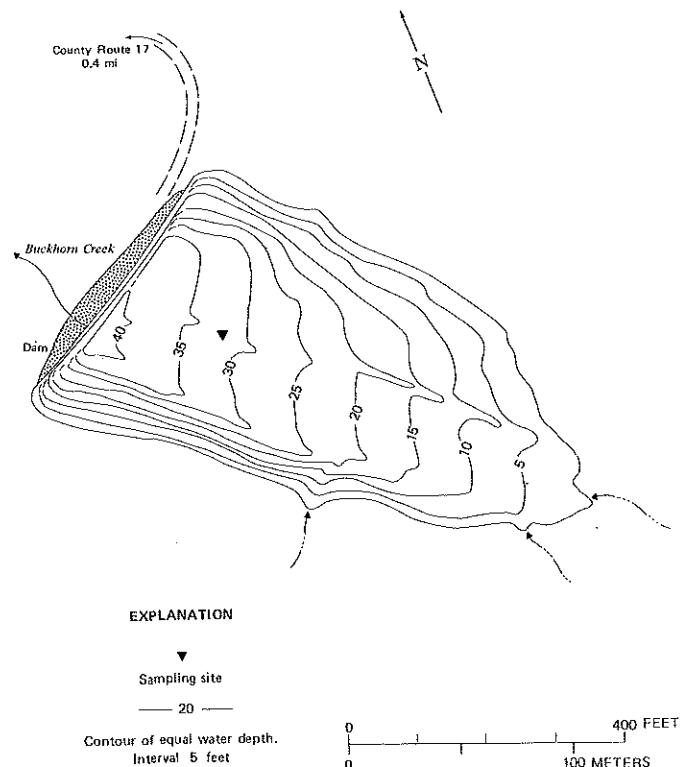 County Route 17
0.4 mi
N
Buckhorn Creek
Dam
40
35
30
25
20
15
10
5
EXPLANATION
Sampling site
20
Contour of equal water depth.
Interval 5 feet
0
400 FEET
0
100 METERS